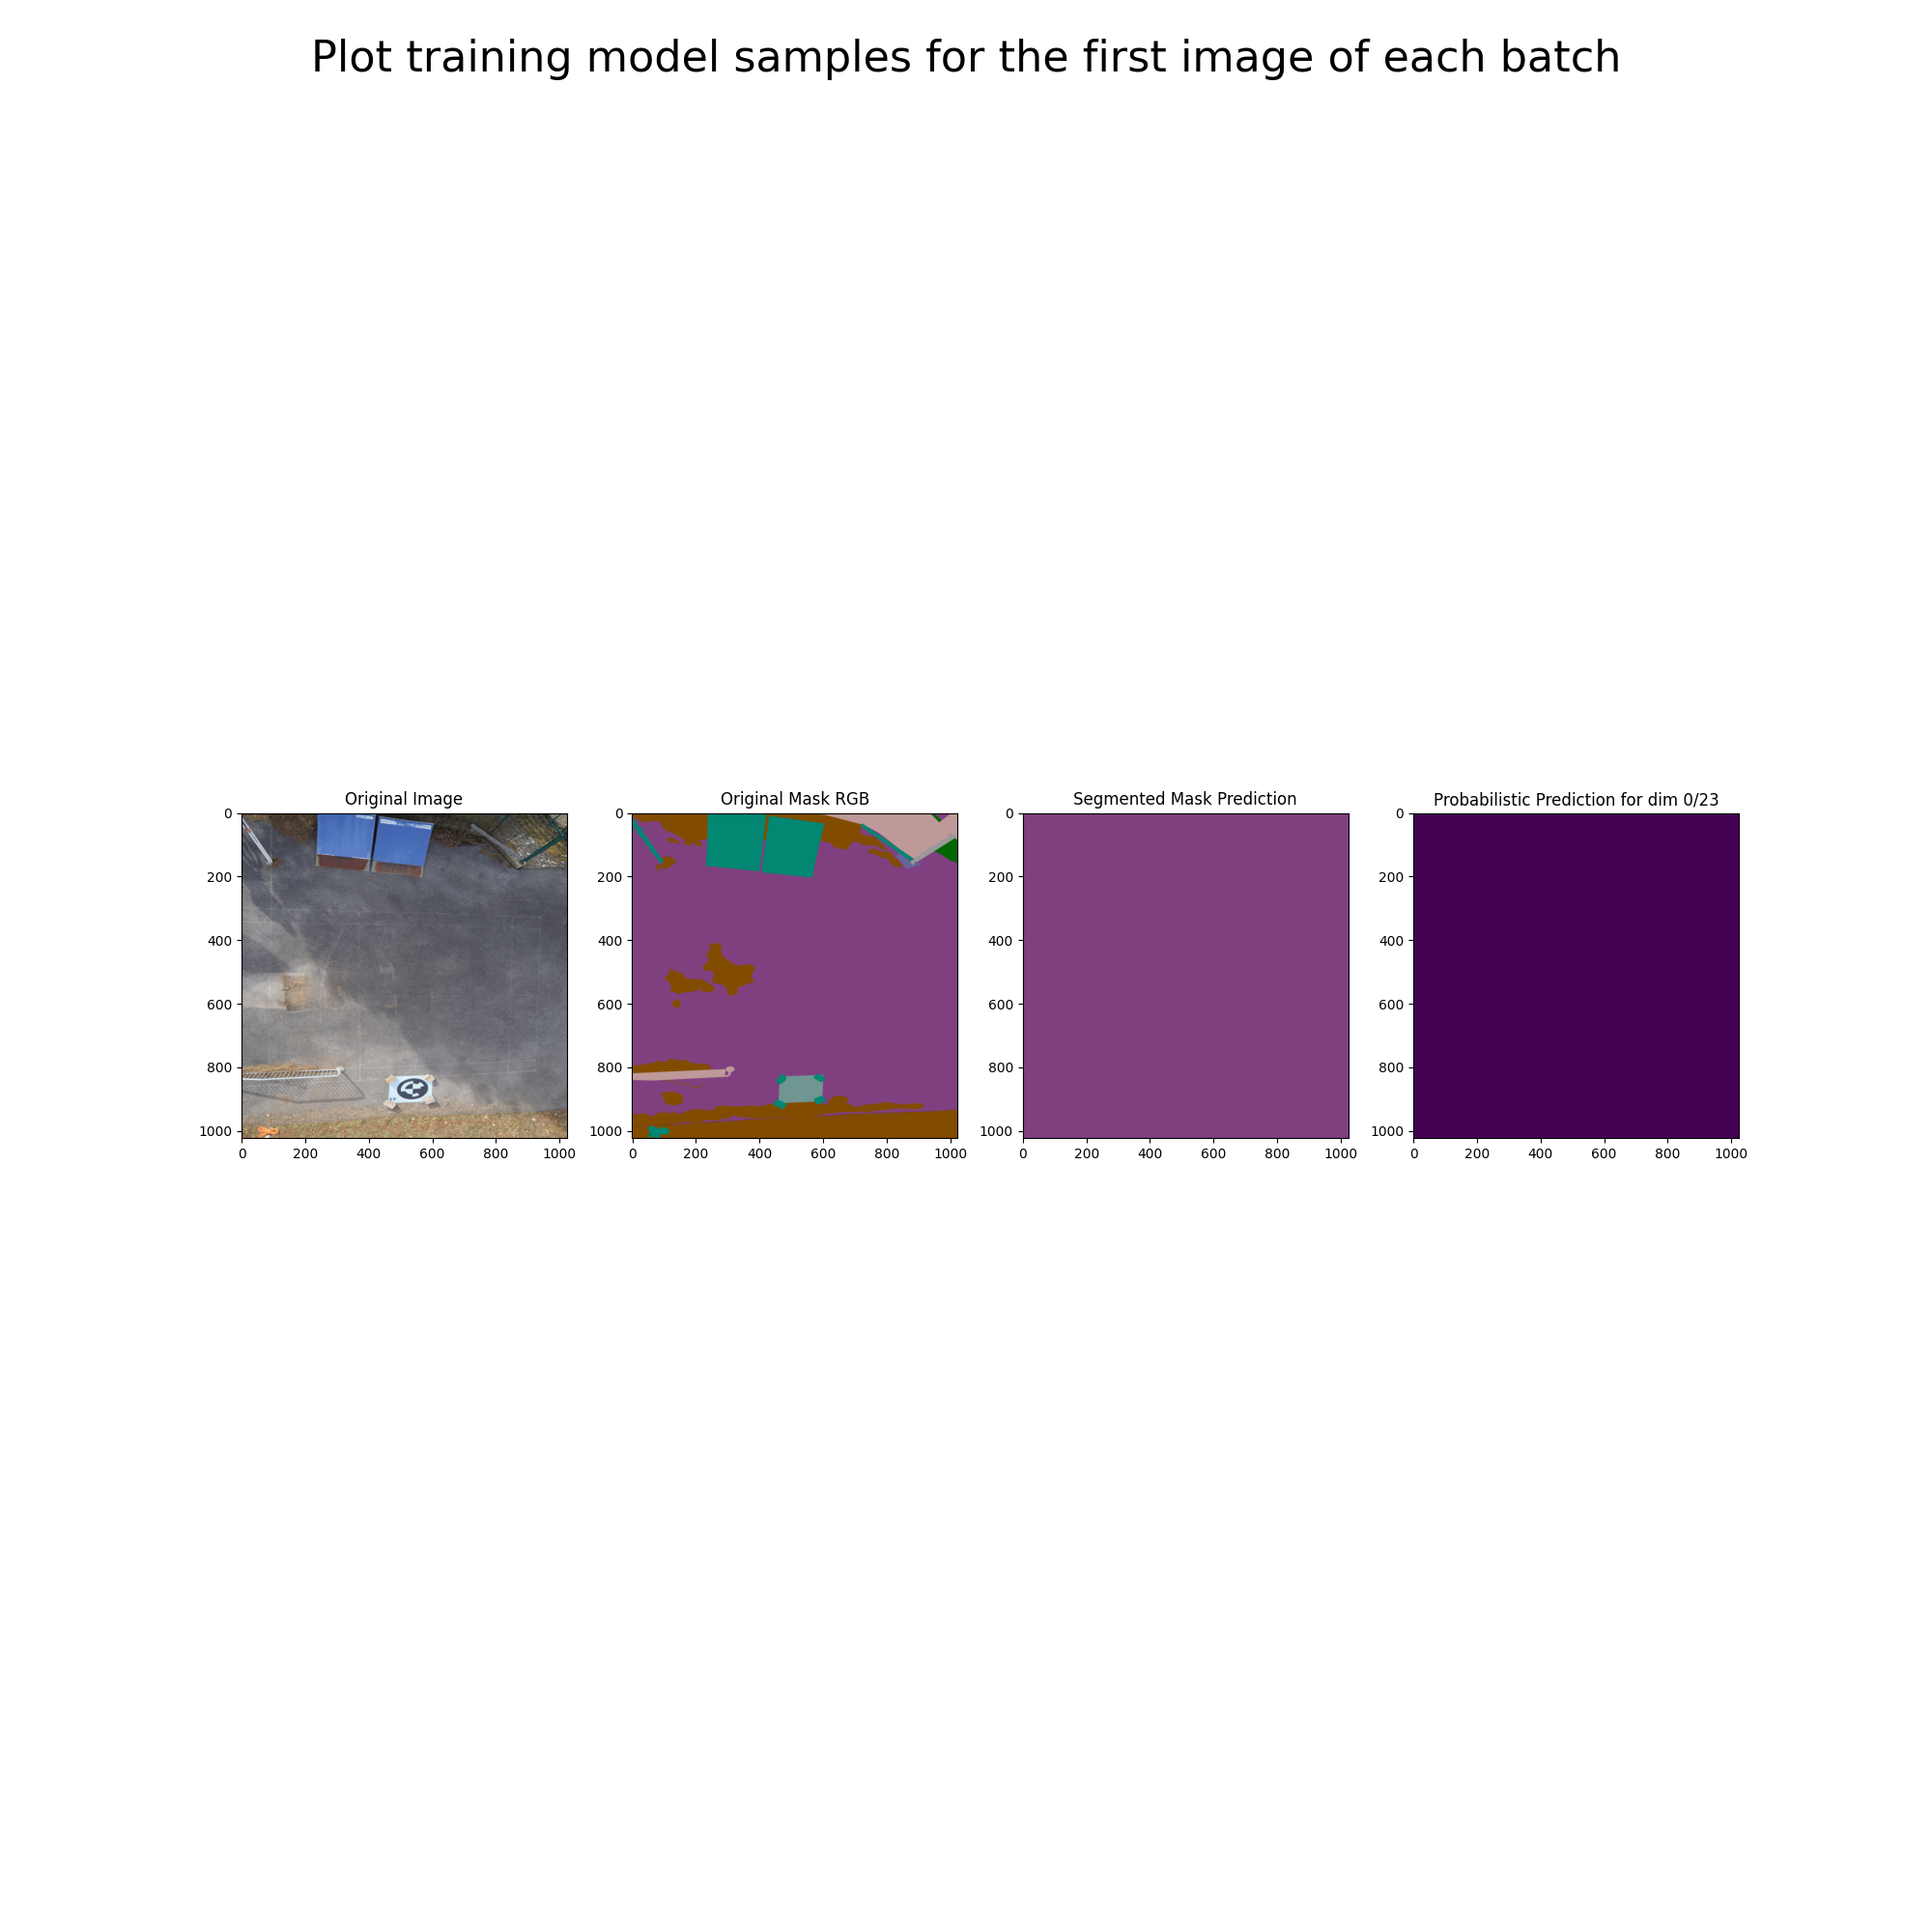 Plot training model samples for the first image of each batch
Original Image
Original Mask RGB
Segmented Mask Prediction
Probabilistic Prediction for dim 0/23
0
200
400
600
800
1000
0 200 400 600 800 1000
0
200
400
600
800
1000
0 200 400 600 800 1000
0
200
400
600
800
1000
0 200 400 600 800 1000
0
200
400
600
800
1000
0 200 400 600 800 1000